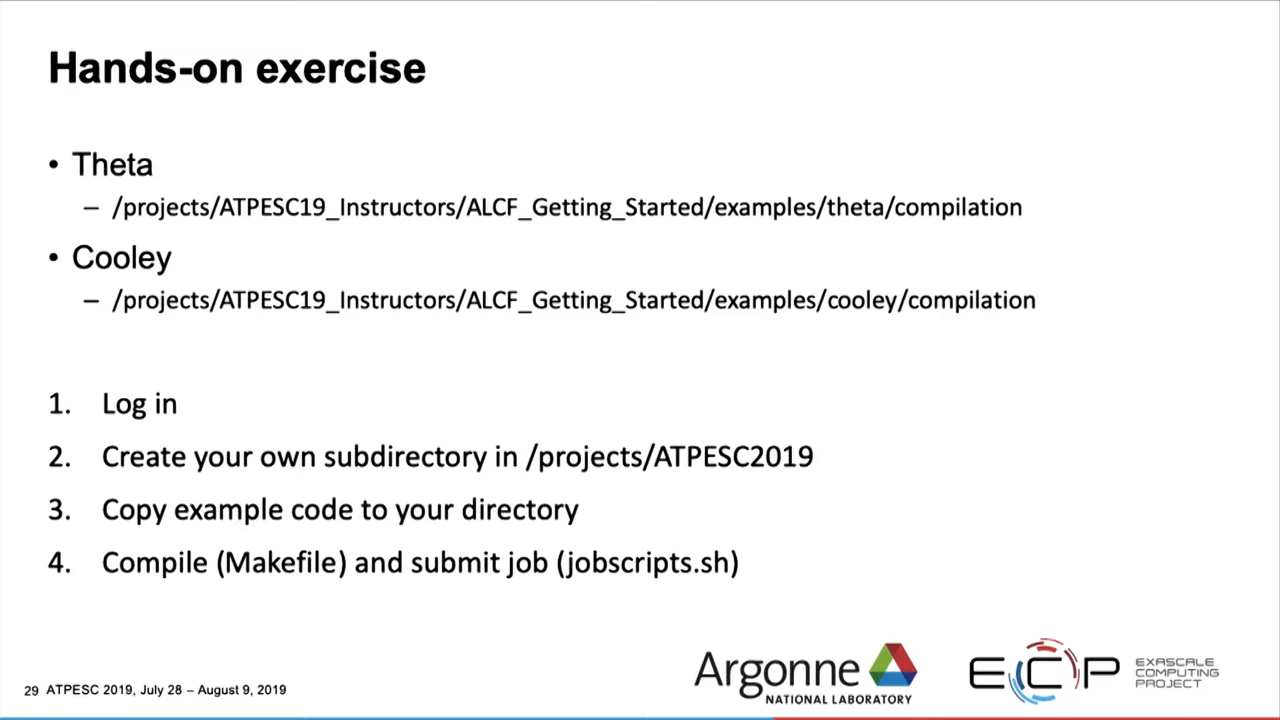 Hands-on exercise
• Theta
– /projects/ATPESC19_Instructors/ALCF_Getting_Started/examples/theta/compilation
• Cooley
– /projects/ATPESC19_Instructors/ALCF_Getting_Started/examples/cooley/compilation
1. Log in
2. Create your own subdirectory in /projects/ATPESC2019
3. Copy example code to your directory
4. Compile (Makefile) and submit job (jobscripts.sh)
29 ATPESC 2019, July 28 – August 9, 2019
Argonne
NATIONAL LABORATORY
ECP
EXASCALE
COMPUTING
PROJECT